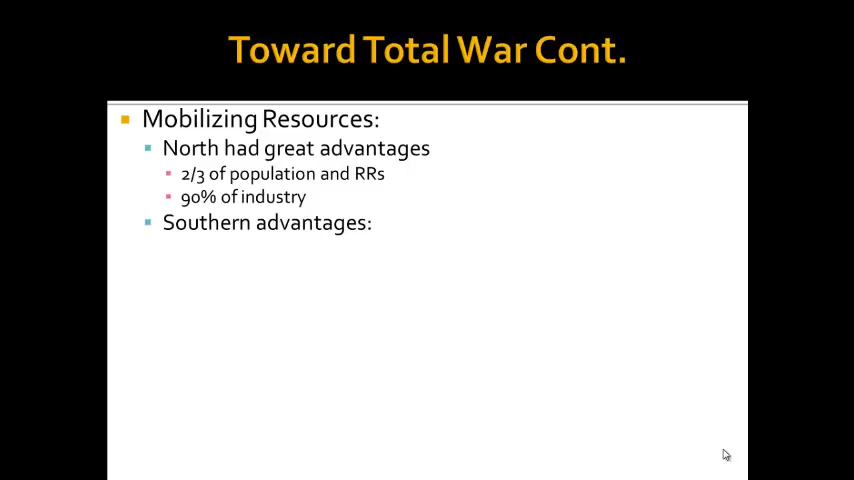 Toward Total War Cont.
Mobilizing Resources:
North had great advantages
2/3 of population and RRs
90% of industry
Southern advantages: